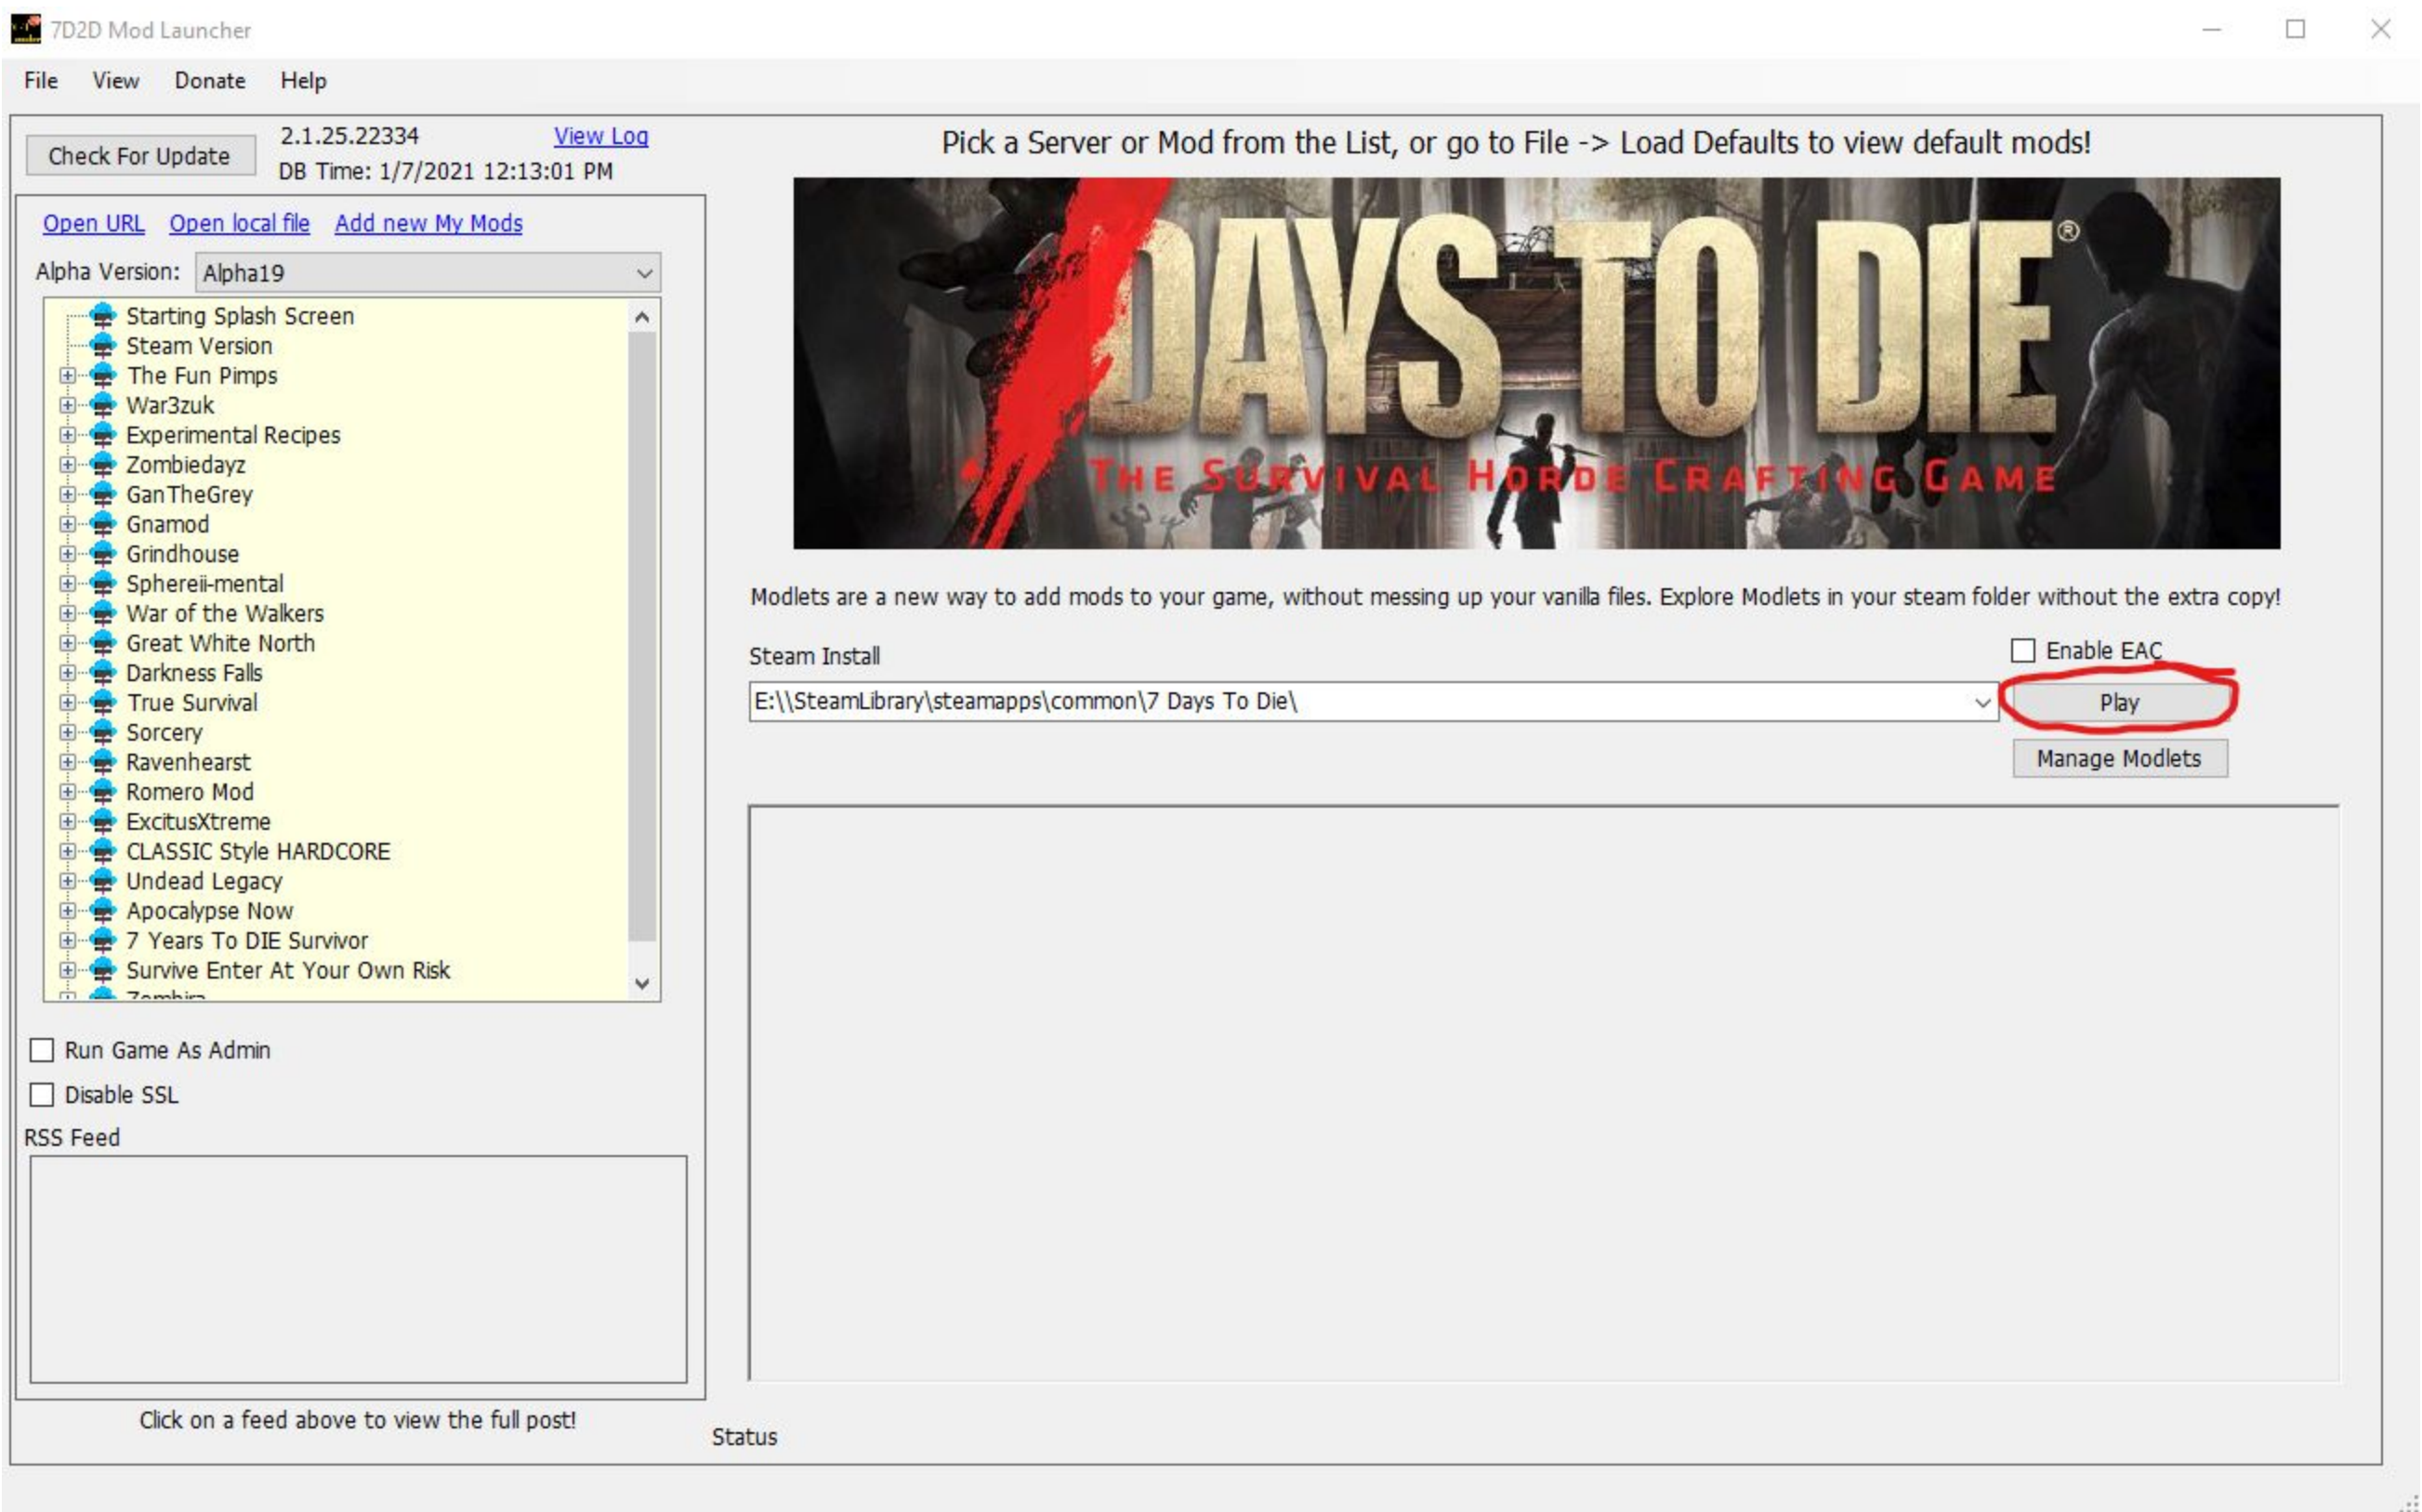 7D2D Mod Launcher
File View Donate Help
Check For Update
2.1.25.22334 View Log
DB Time: 1/7/2021 12:13:01 PM
Open URL Open local file Add new My Mods
Alpha Version: Alpha19
Starting Splash Screen
Steam Version
The Fun Pimps
War3zuk
Experimental Recipes
Zombiedayz
GanTheGrey
Gnamod
Grindhouse
Sphereii-mental
War of the Walkers
Great White North
Darkness Falls
True Survival
Sorcery
Ravenhearst
Romero Mod
ExcitusXtreme
CLASSIC Style HARDCORE
Undead Legacy
Apocalypse Now
7 Years To DIE Survivor
Survive Enter At Your Own Risk
Run Game As Admin
Disable SSL
RSS Feed
Click on a feed above to view the full post!
Pick a Server or Mod from the List, or go to File -> Load Defaults to view default mods!
7 DAYS TO DIE®
THE SURVIVAL HORDE CRAFTING GAME
Modlets are a new way to add mods to your game, without messing up your vanilla files. Explore Modlets in your steam folder without the extra copy!
Steam Install
Enable EAC
E:\\SteamLibrary\steamapps\common\7 Days To Die\
Play
Manage Modlets
Status